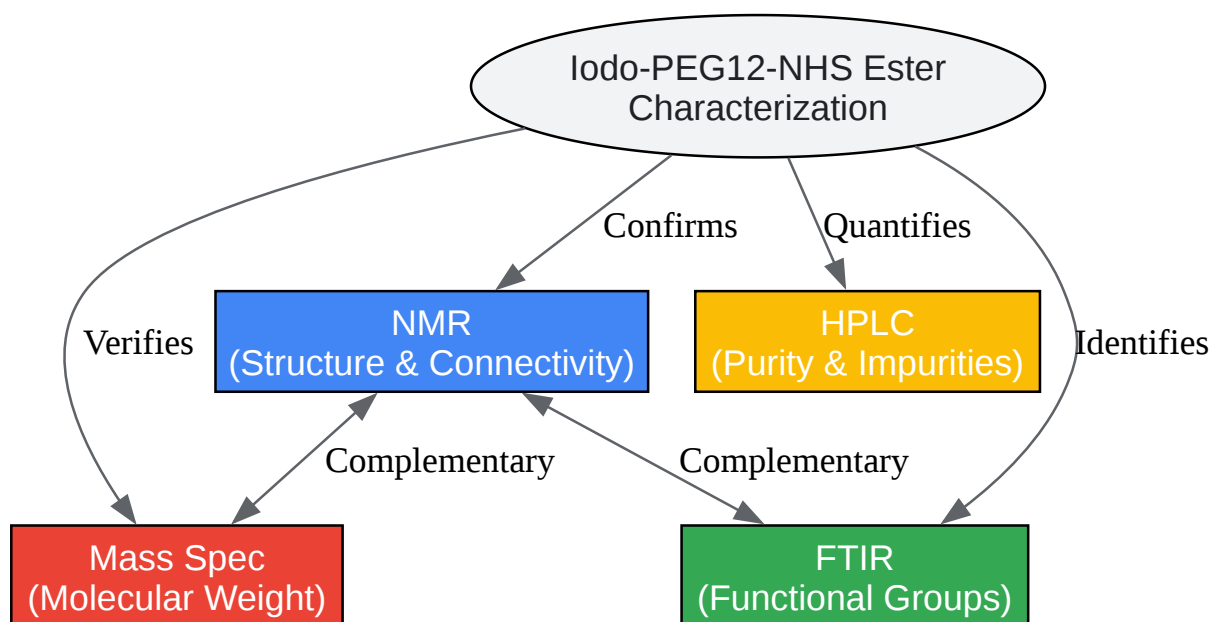 Iodo-PEG12-NHS Ester
Characterization
Confirms
Quantifies
Verifies
NMR
(Structure & Connectivity)
HPLC
(Purity & Impurities)
Identifies
Complementary
Complementary
Mass Spec
(Molecular Weight)
FTIR
(Functional Groups)